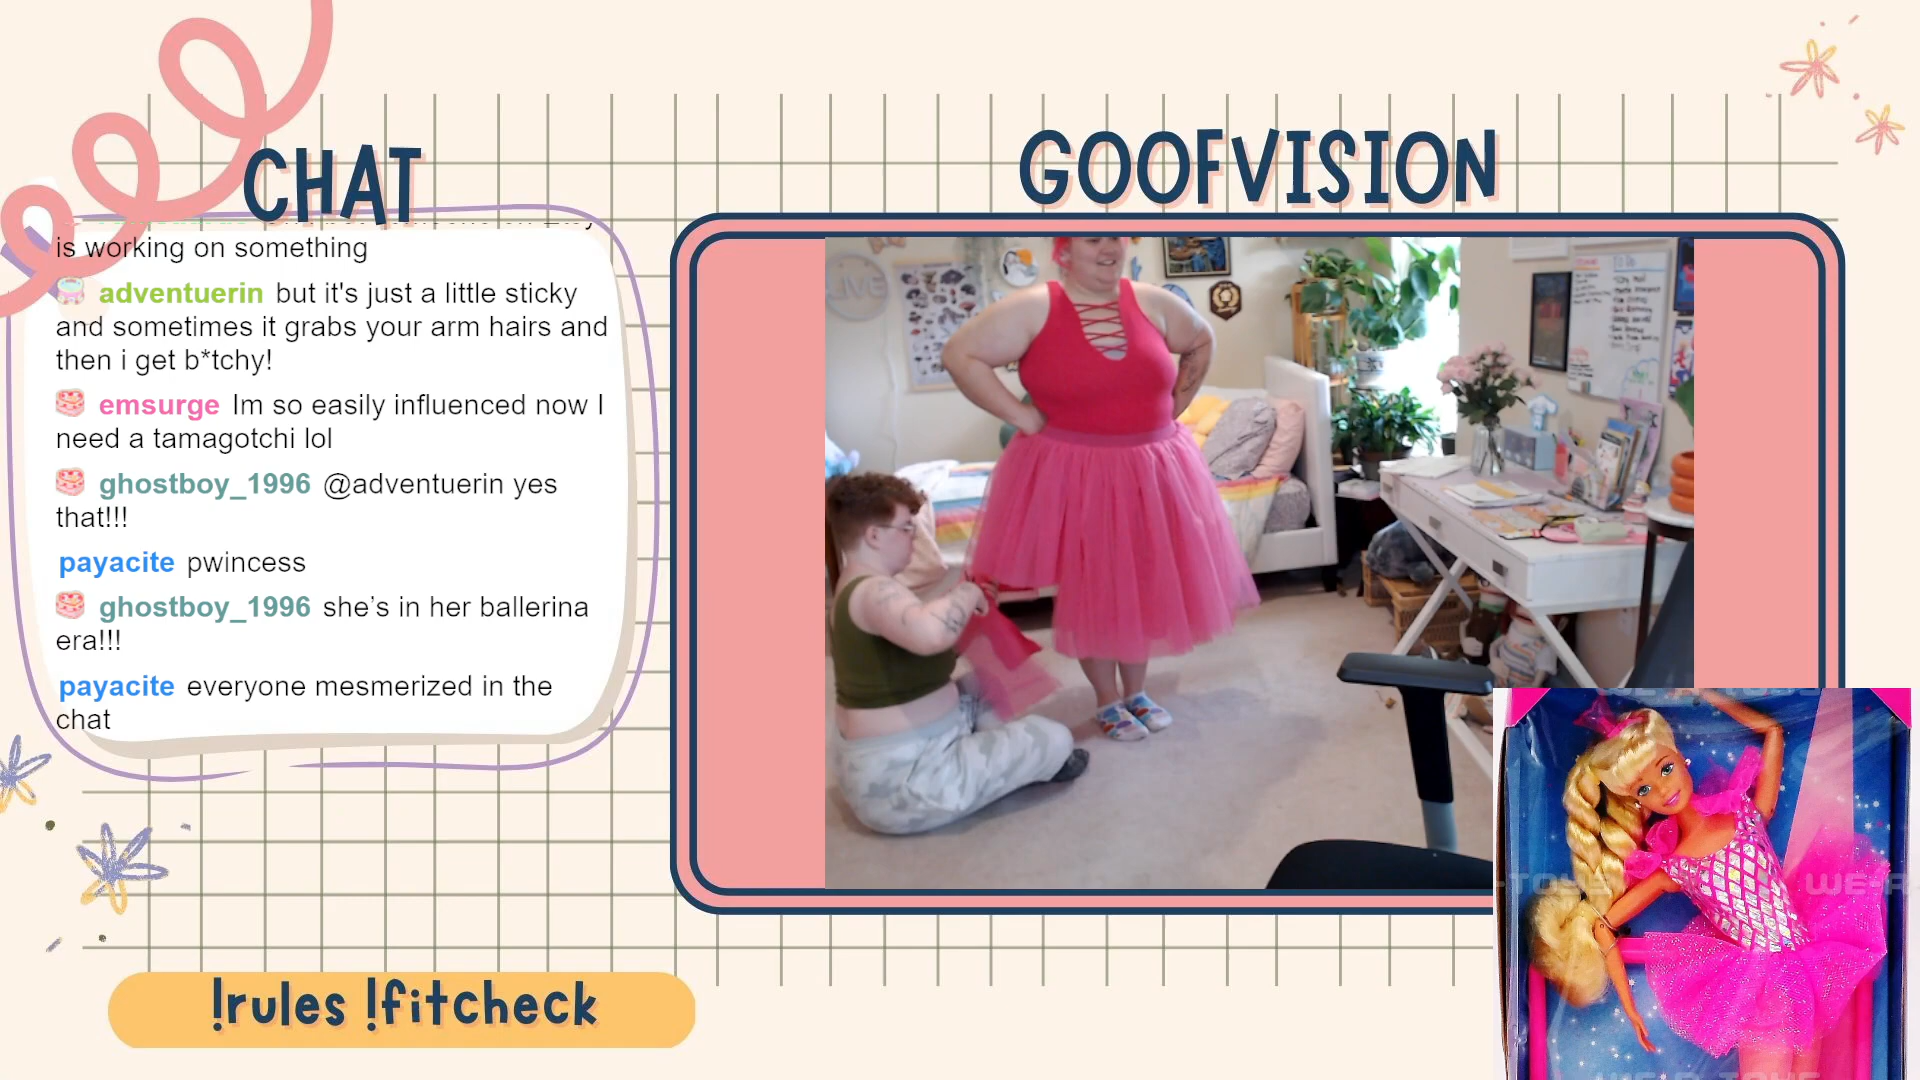 CHAT
GOOFVISION
is working on something
adventuerin but it's just a little sticky
and sometimes it grabs your arm hairs and
then i get b*tchy!
emsurge Im so easily influenced now I
need a tamagotchi lol
ghostboy_1996 @adventuerin yes
that!!!
payacite pwincess
ghostboy_1996 she’s in her ballerina
era!!!
payacite everyone mesmerized in the
chat
LIVE
!rules !fitcheck